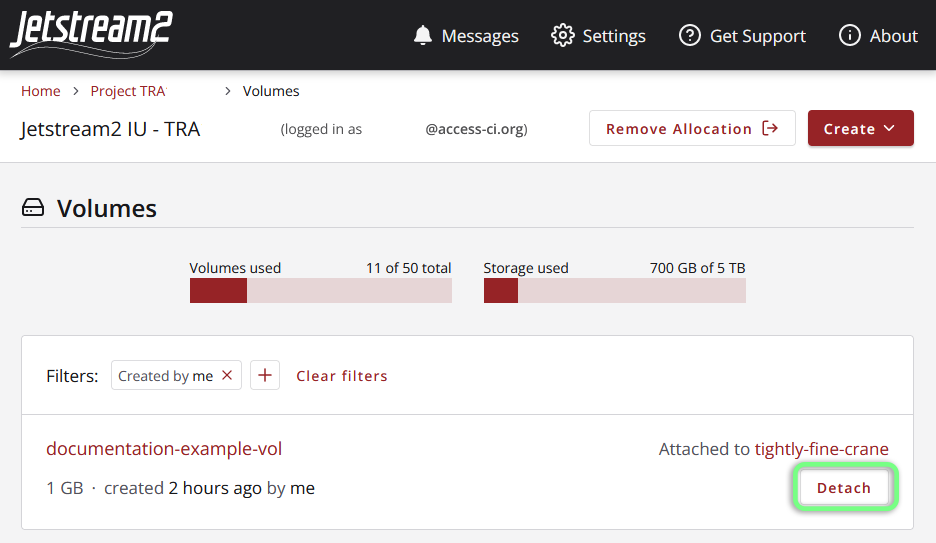 Jetstream2
Messages Settings Get Support About
Home > Project TRA > Volumes
Jetstream2 IU - TRA (logged in as @access-ci.org) Remove Allocation Create
Volumes
Volumes used 11 of 50 total Storage used 700 GB of 5 TB
Filters: Created by me × + Clear filters
documentation-example-vol Attached to tightly-fine-crane
1 GB · created 2 hours ago by me Detach